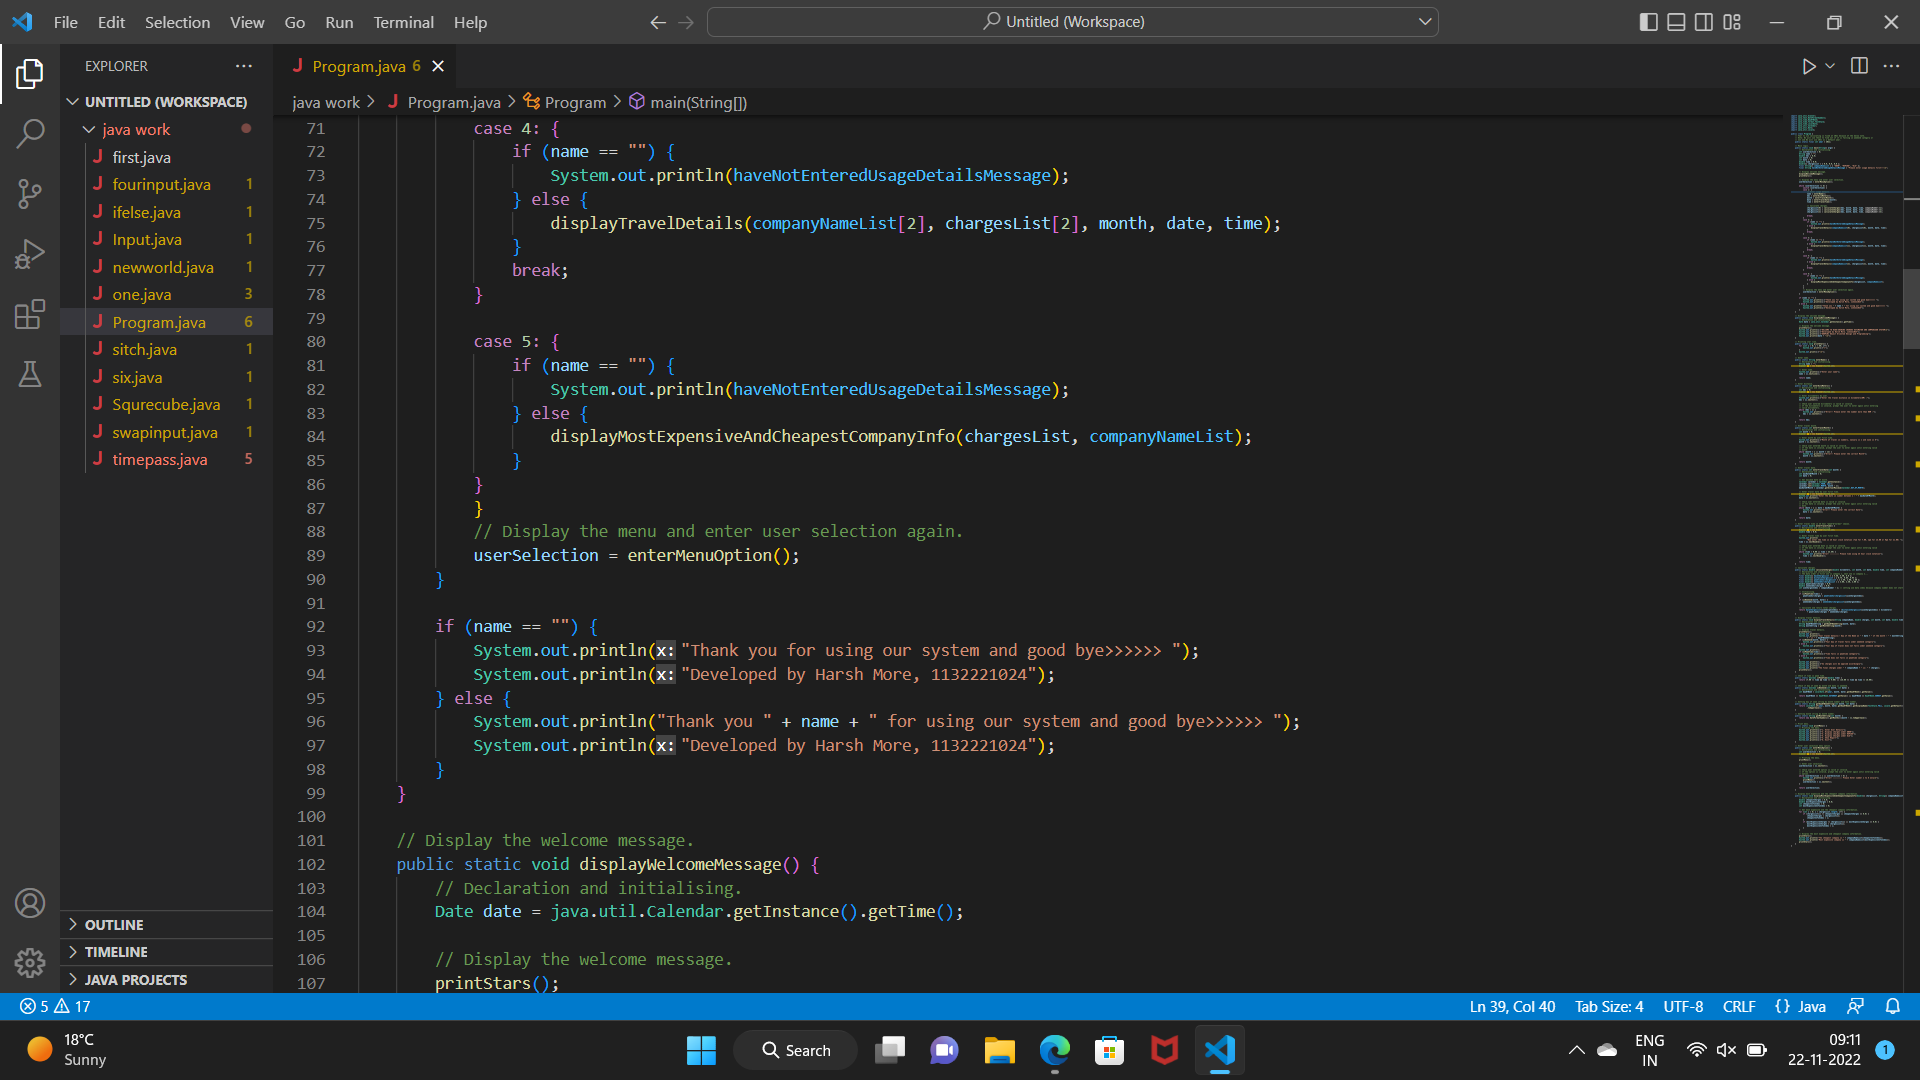 File Edit Selection View Go Run Terminal Help
Untitled (Workspace)
EXPLORER
Program.java 6
UNTITLED (WORKSPACE)
java work > Program.java > Program > main(String[])
java work
first.java
fourinput.java 1
ifelse.java 1
Input.java 1
newworld.java 1
one.java 3
Program.java 6
sitch.java 1
six.java 1
Squrecube.java 1
swapinput.java 1
timepass.java 5
OUTLINE
TIMELINE
JAVA PROJECTS
71 case 4: {
72 if (name == "") {
73 System.out.println(haveNotEnteredUsageDetailsMessage);
74 } else {
75 displayTravelDetails(companyNameList[2], chargesList[2], month, date, time);
76 }
77 break;
78 }
79
80 case 5: {
81 if (name == "") {
82 System.out.println(haveNotEnteredUsageDetailsMessage);
83 } else {
84 displayMostExpensiveAndCheapestCompanyInfo(chargesList, companyNameList);
85 }
86 }
87 }
88 // Display the menu and enter user selection again.
89 userSelection = enterMenuOption();
90 }
91
92 if (name == "") {
93 System.out.println(x: "Thank you for using our system and good bye>>>>>> ");
94 System.out.println(x: "Developed by Harsh More, 1132221024");
95 } else {
96 System.out.println("Thank you " + name + " for using our system and good bye>>>>>> ");
97 System.out.println(x: "Developed by Harsh More, 1132221024");
98 }
99 }
100
101 // Display the welcome message.
102 public static void displayWelcomeMessage() {
103 // Declaration and initialising.
104 Date date = java.util.Calendar.getInstance().getTime();
105
106 // Display the welcome message.
107 printStars();
5 17
Ln 39, Col 40 Tab Size: 4 UTF-8 CRLF {} Java
18°C
Sunny
Search
ENG
IN
09:11
22-11-2022
1